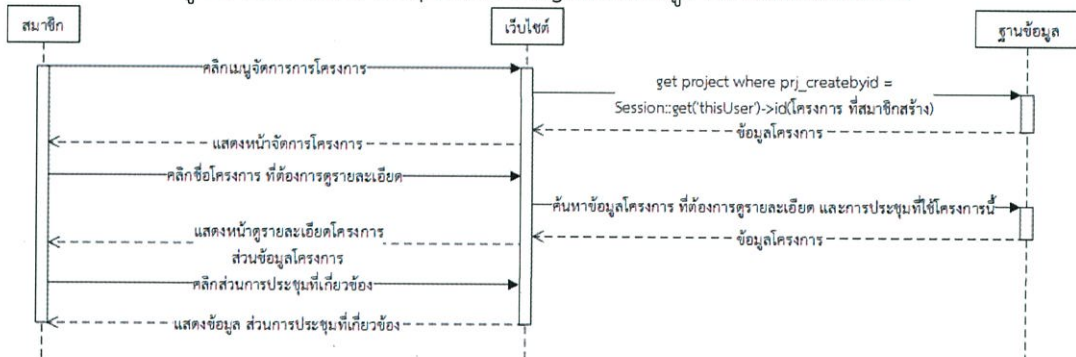 สมาชิก
เว็บไซต์
ฐานข้อมูล
คลิกเมนูจัดการการโครงการ
get project where prj_createbyid =
Session::get('thisUser')->id(โครงการ ที่สมาชิกสร้าง)
ข้อมูลโครงการ
แสดงหน้าจัดการโครงการ
คลิกชื่อโครงการ ที่ต้องการดูรายละเอียด
ค้นหาข้อมูลโครงการ ที่ต้องการดูรายละเอียด และการประชุมที่ใช้โครงการนี้
แสดงหน้าดูรายละเอียดโครงการ
ส่วนข้อมูลโครงการ
ข้อมูลโครงการ
คลิกส่วนการประชุมที่เกี่ยวข้อง
แสดงข้อมูล ส่วนการประชุมที่เกี่ยวข้อง